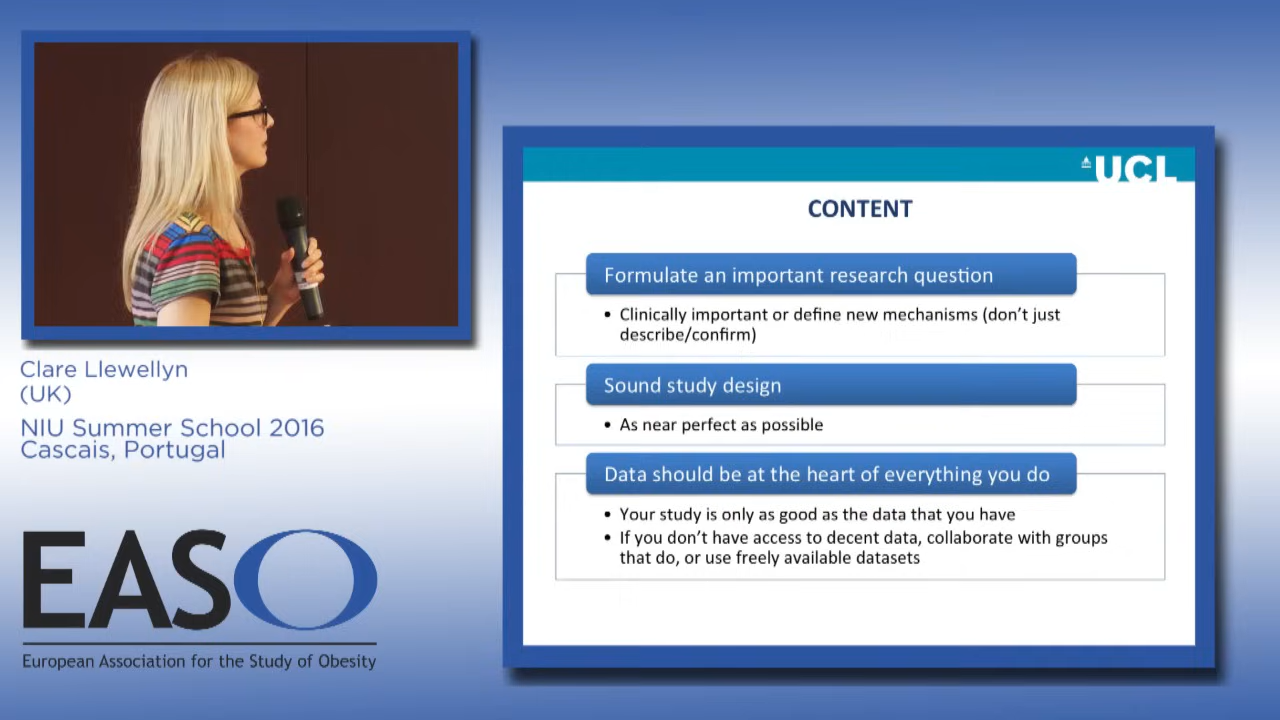 Clare Llewellyn
(UK)
NIU Summer School 2016
Cascais, Portugal
EASO
European Association for the Study of Obesity
UCL
CONTENT
Formulate an important research question
• Clinically important or define new mechanisms (don’t just
describe/confirm)
Sound study design
• As near perfect as possible
Data should be at the heart of everything you do
• Your study is only as good as the data that you have
• If you don’t have access to decent data, collaborate with groups
that do, or use freely available datasets